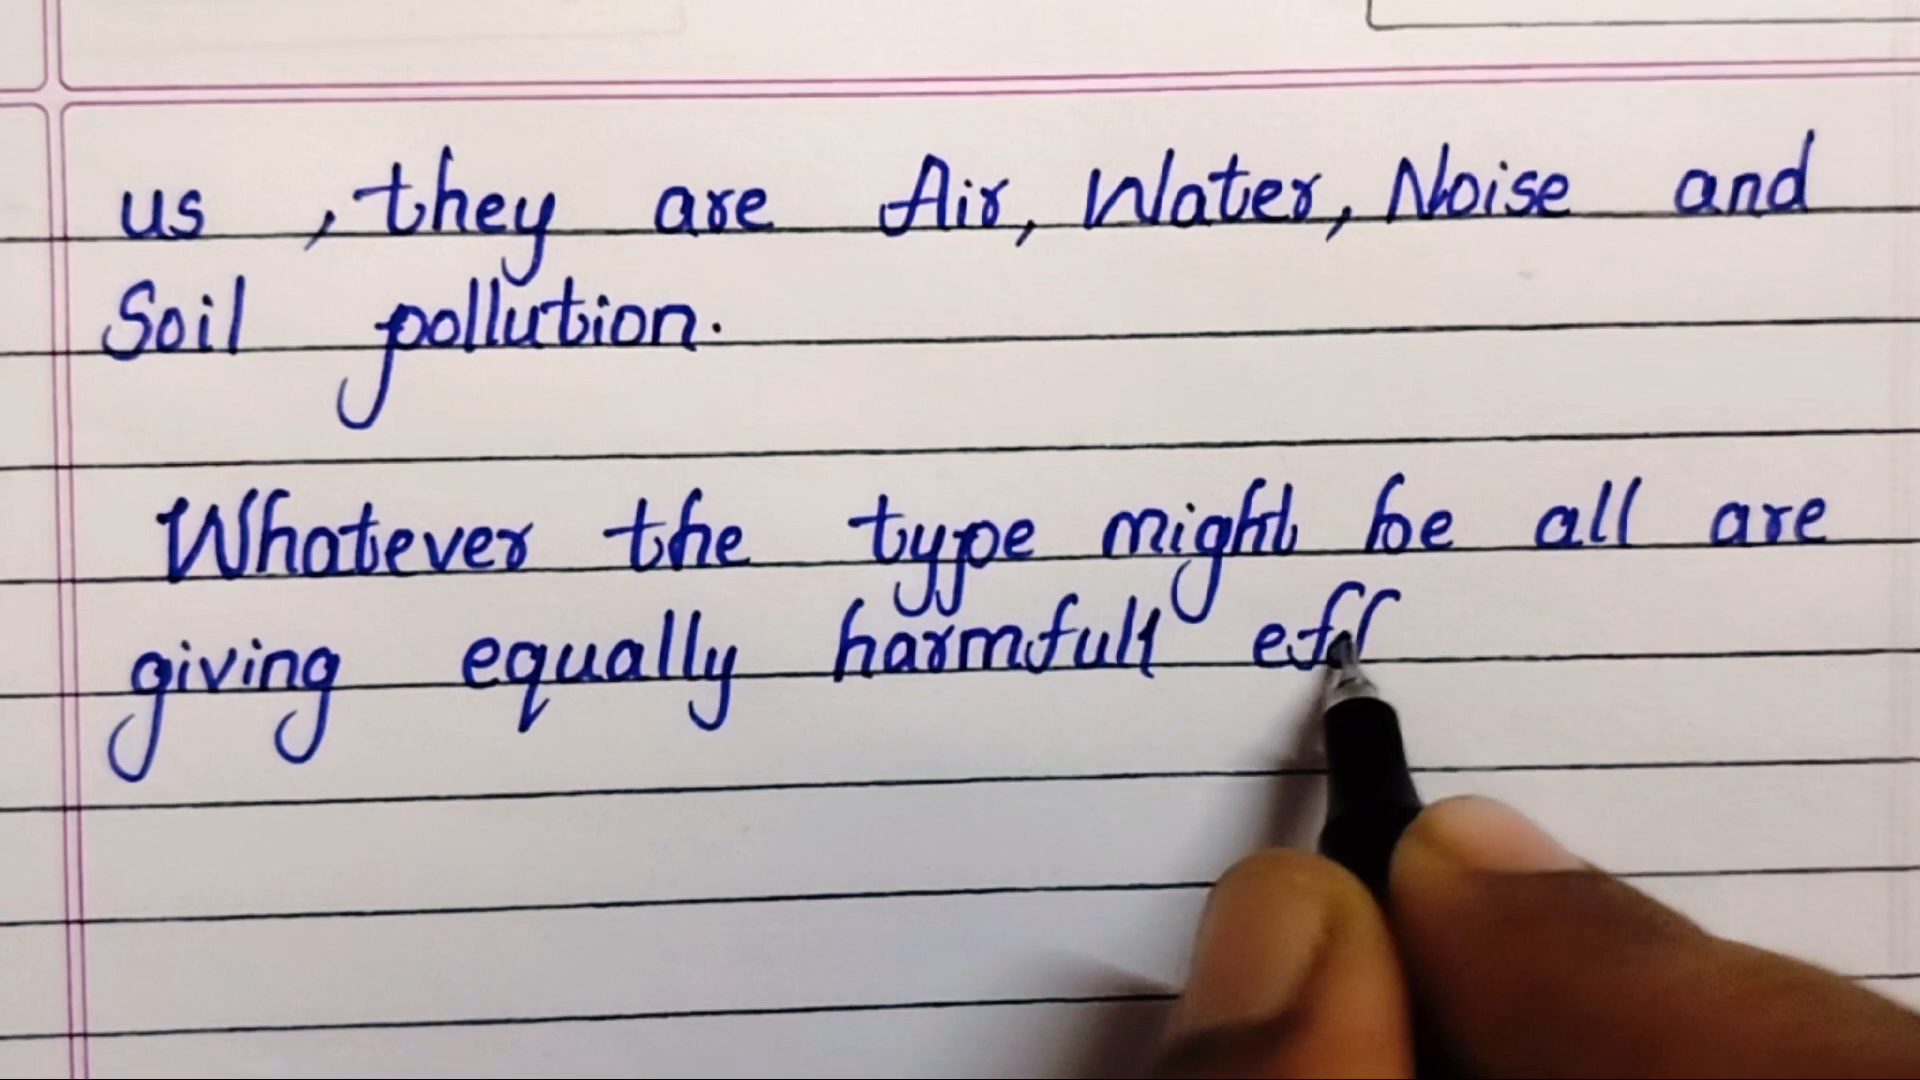 us , they are Air, Water, Noise and
Soil pollution.
Whatever the type might be all are
giving equally harmfull eff